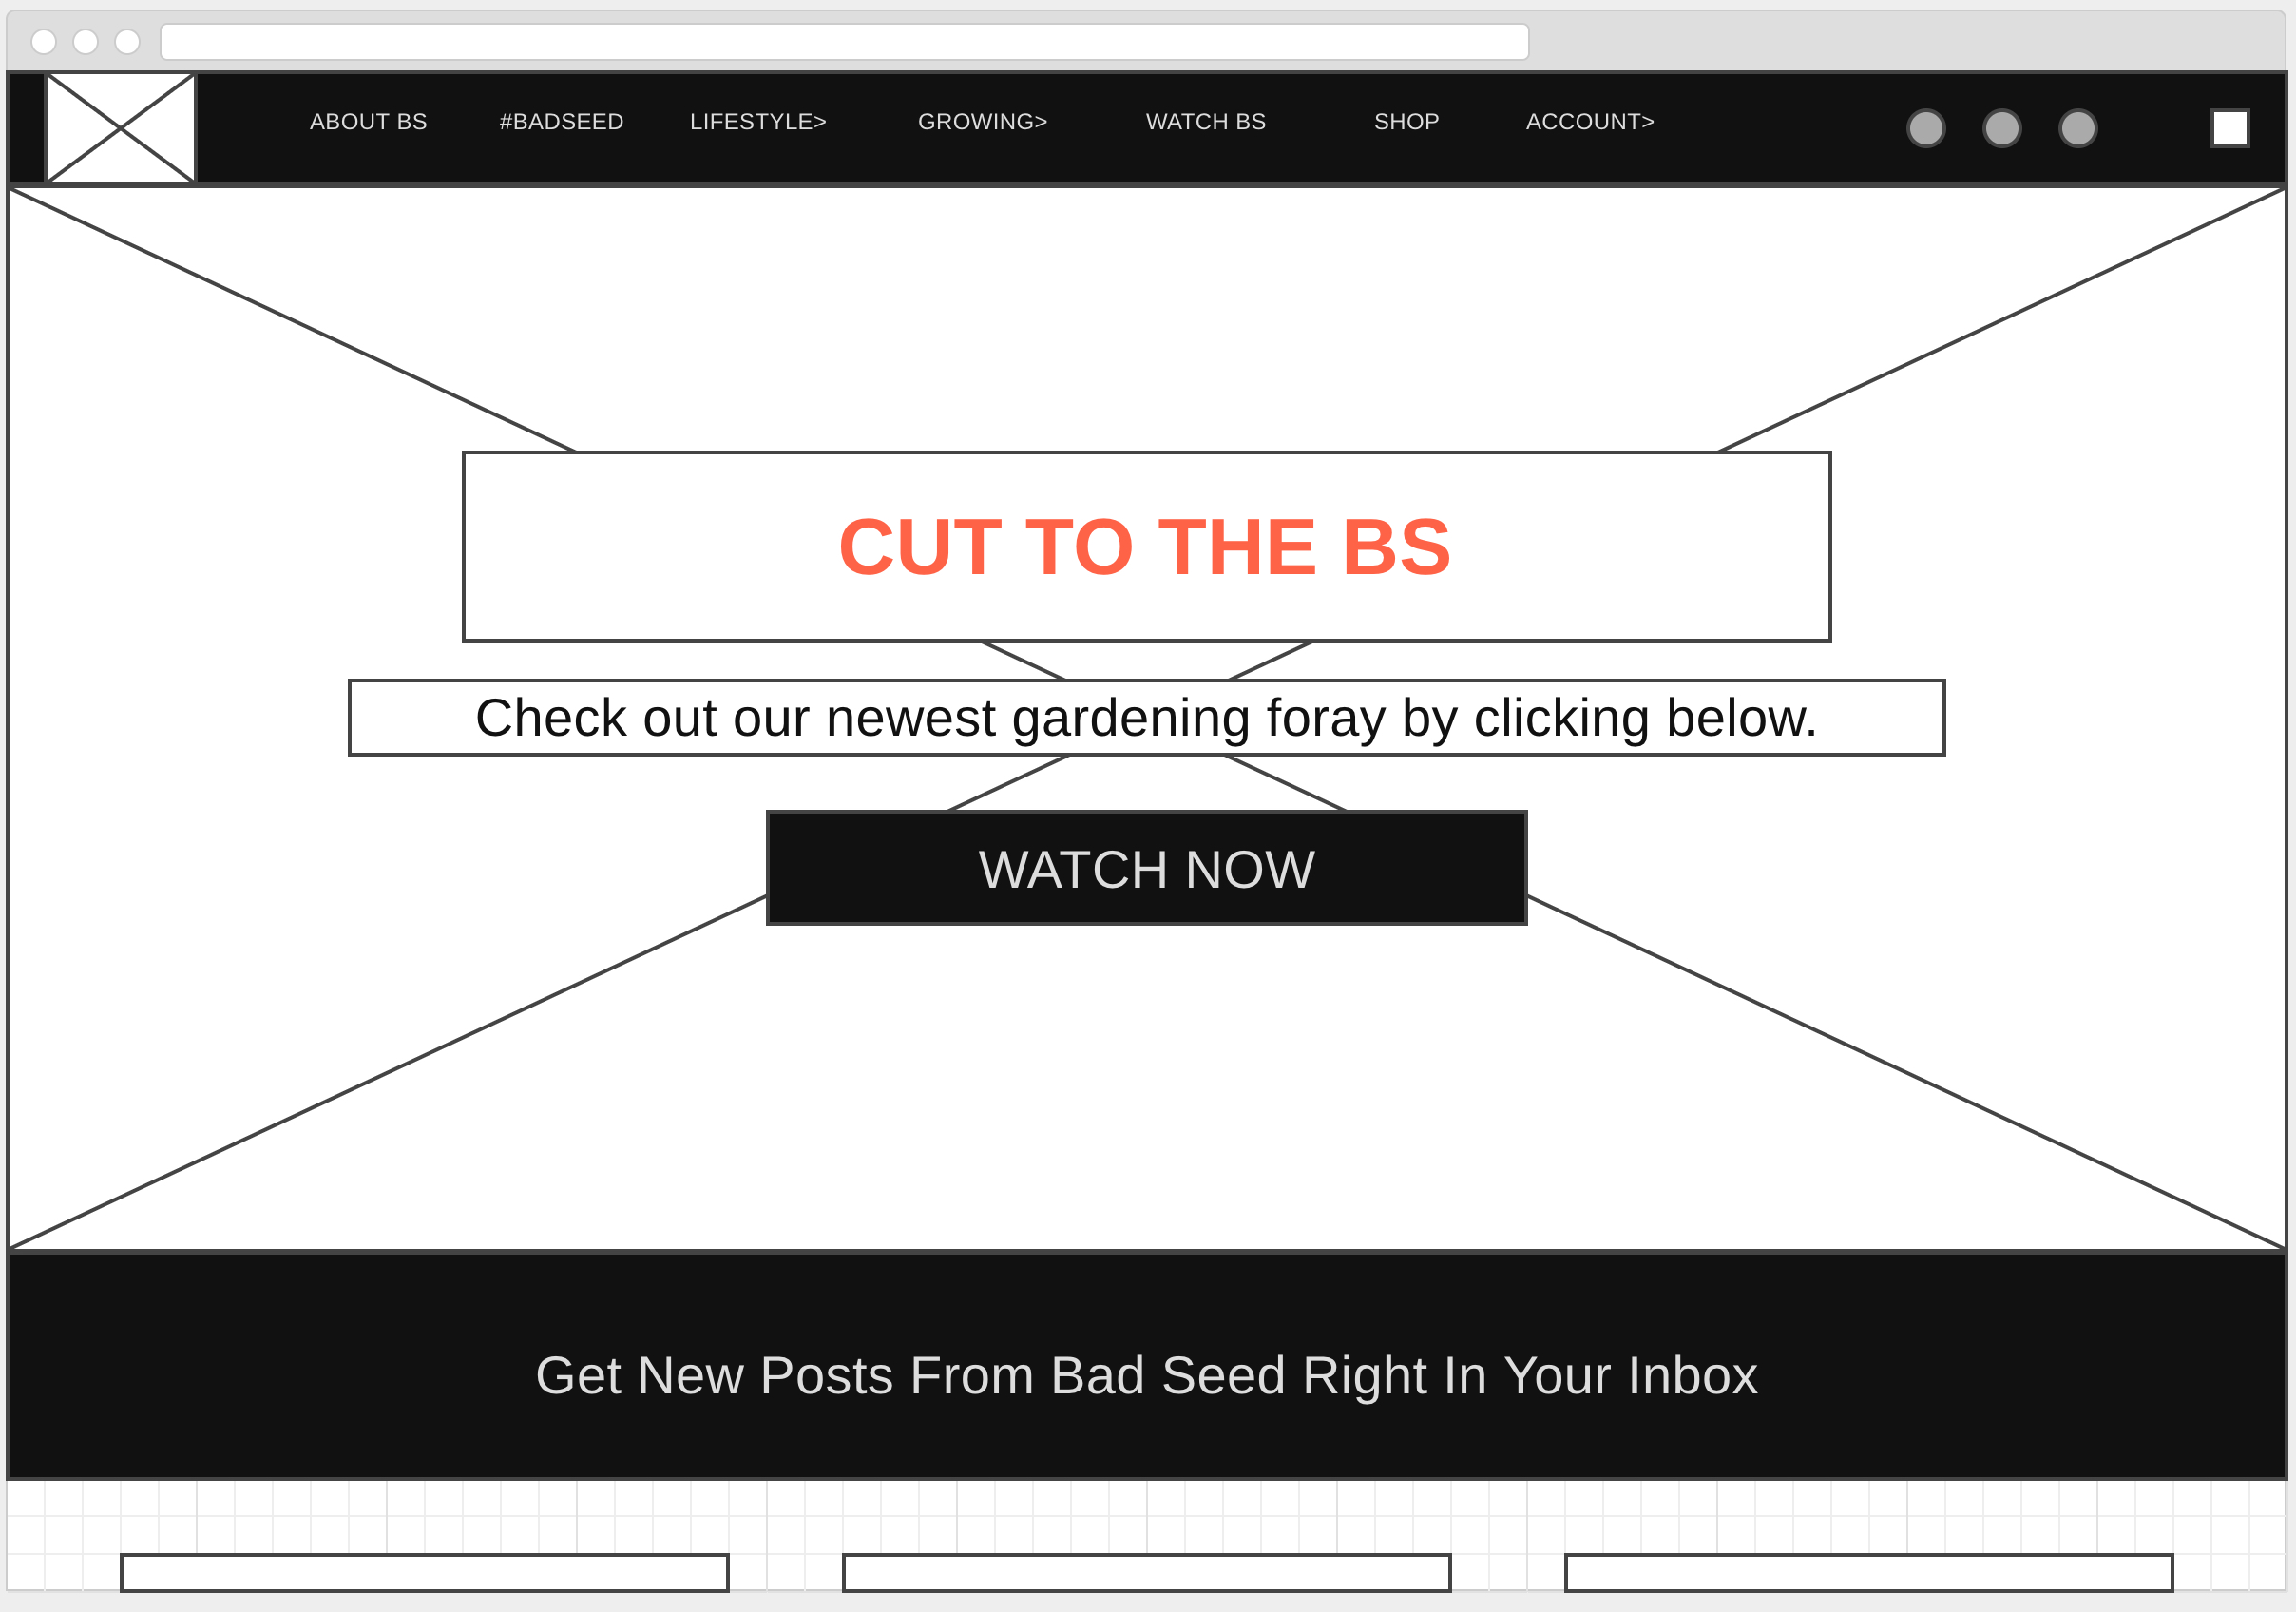 ABOUT BS #BADSEED LIFESTYLE> GROWING> WATCH BS SHOP ACCOUNT>
CUT TO THE BS
Check out our newest gardening foray by clicking below.
WATCH NOW
Get New Posts From Bad Seed Right In Your Inbox